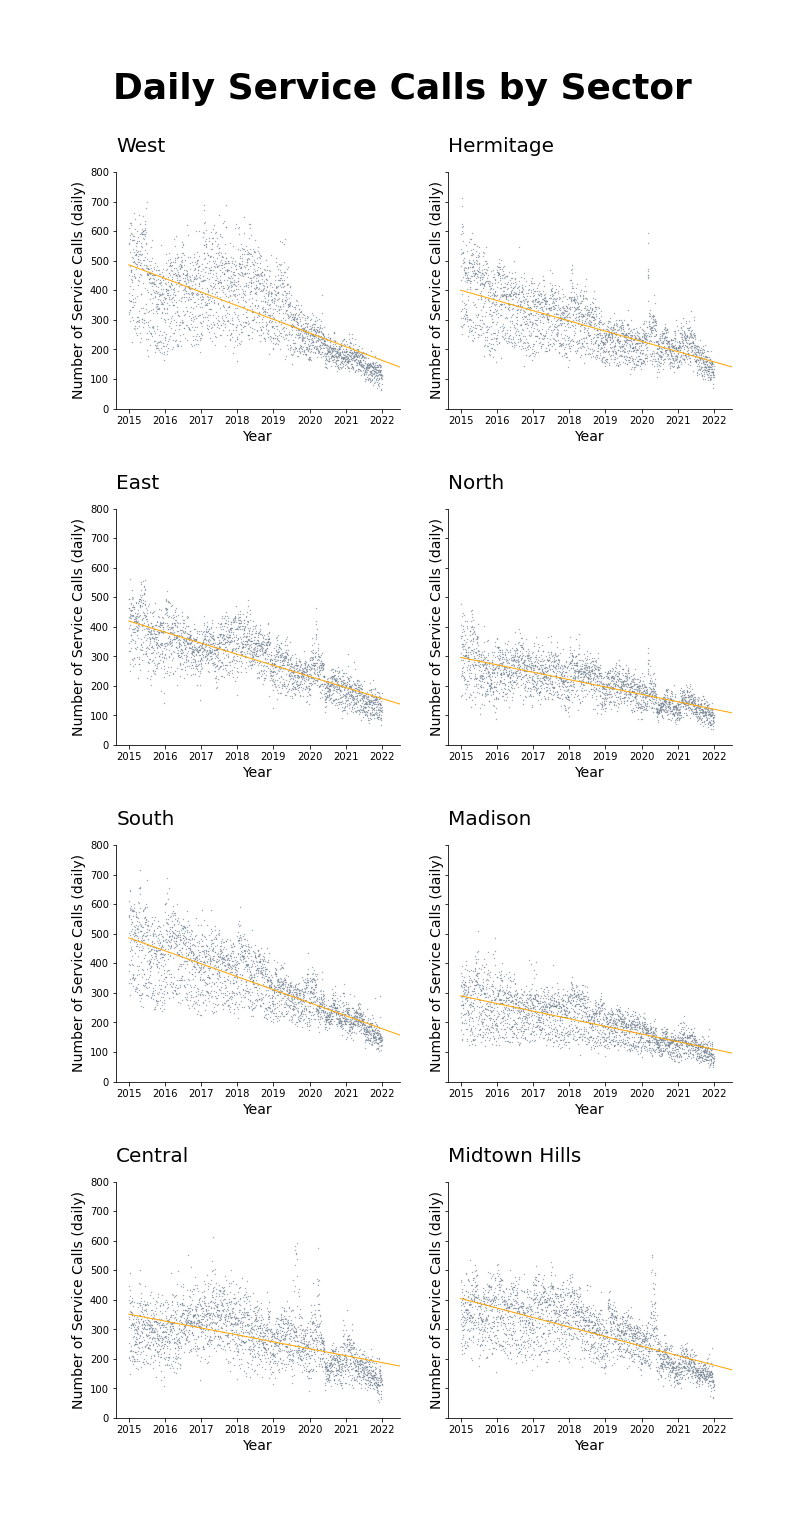 Daily Service Calls by Sector
West
Hermitage
800
700
600
500
400
300
200
100
0
Number of Service Calls (daily)
Number of Service Calls (daily)
2015 2016 2017 2018 2019 2020 2021 2022
2015 2016 2017 2018 2019 2020 2021 2022
Year
Year
East
North
800
700
600
500
400
300
200
100
0
Number of Service Calls (daily)
Number of Service Calls (daily)
2015 2016 2017 2018 2019 2020 2021 2022
2015 2016 2017 2018 2019 2020 2021 2022
Year
Year
South
Madison
800
700
600
500
400
300
200
100
0
Number of Service Calls (daily)
Number of Service Calls (daily)
2015 2016 2017 2018 2019 2020 2021 2022
2015 2016 2017 2018 2019 2020 2021 2022
Year
Year
Central
Midtown Hills
800
700
600
500
400
300
200
100
0
Number of Service Calls (daily)
Number of Service Calls (daily)
2015 2016 2017 2018 2019 2020 2021 2022
2015 2016 2017 2018 2019 2020 2021 2022
Year
Year